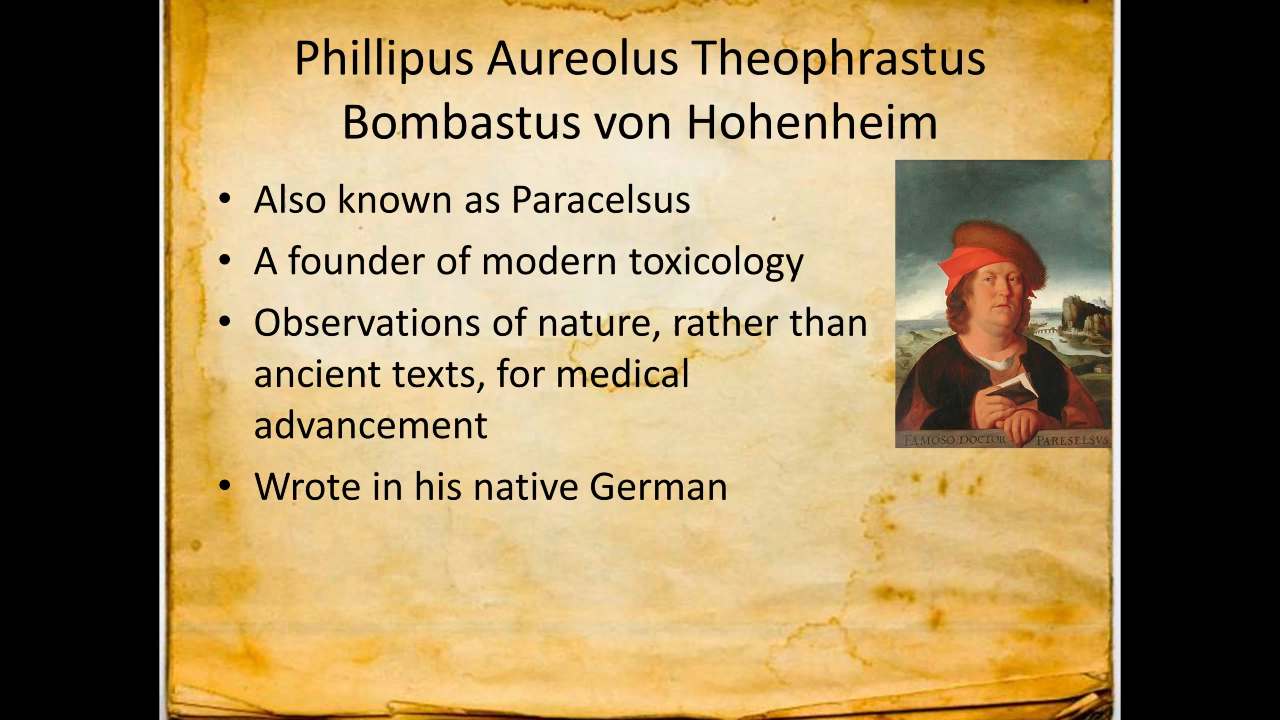 Phillipus Aureolus Theophrastus
Bombastus von Hohenheim
• Also known as Paracelsus
• A founder of modern toxicology
• Observations of nature, rather than
ancient texts, for medical
advancement
• Wrote in his native German
FAMOSO DOCTOR PARESELSVS